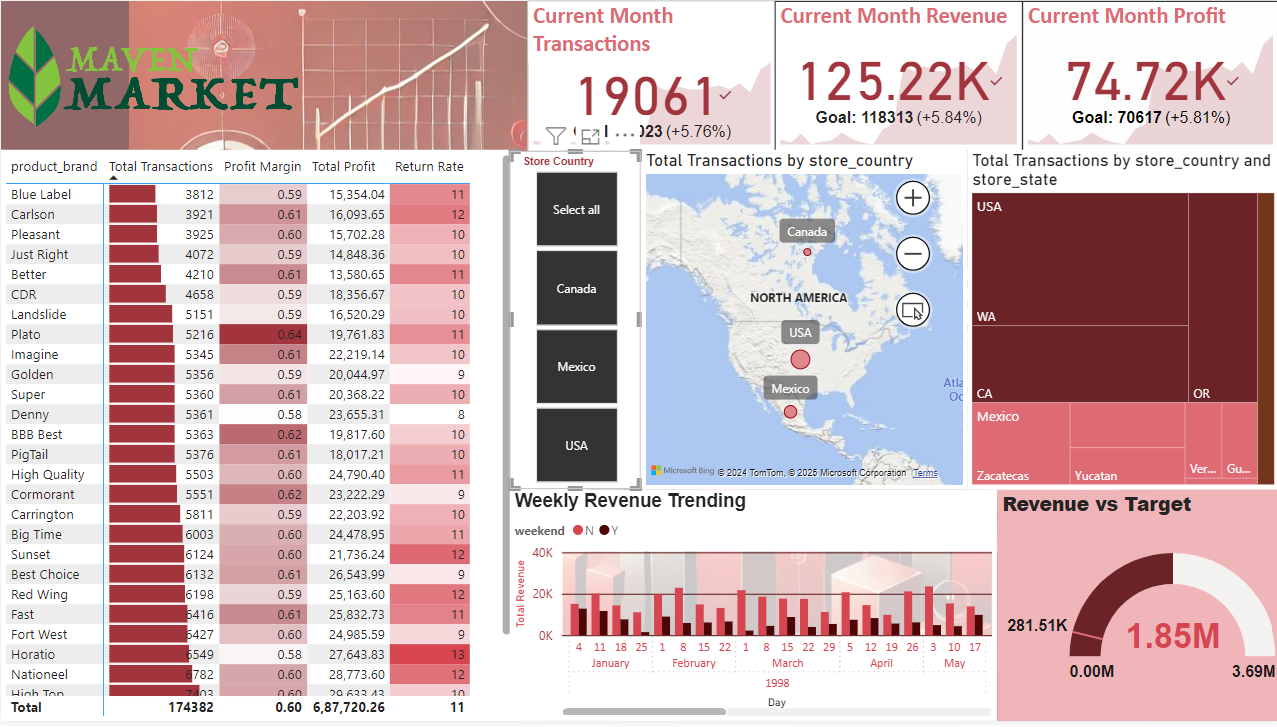 MAVEN
MARKET
Current Month
Transactions
19061
023 (+5.76%)
Current Month Revenue
125.22K
Goal: 118313 (+5.84%)
Current Month Profit
74.72K
Goal: 70617 (+5.81%)
product_brand Total Transactions Profit Margin Total Profit Return Rate
Blue Label 3812 0.59 15,354.04 11
Carlson 3921 0.61 16,093.65 12
Pleasant 3925 0.60 15,702.28 10
Just Right 4072 0.59 14,848.36 10
Better 4210 0.61 13,580.65 11
CDR 4658 0.59 18,356.67 10
Landslide 5151 0.59 16,520.29 10
Plato 5216 0.64 19,761.83 11
Imagine 5345 0.61 22,219.14 10
Golden 5356 0.59 20,044.97 9
Super 5360 0.61 20,368.22 10
Denny 5361 0.58 23,655.31 8
BBB Best 5363 0.62 19,817.60 10
PigTail 5376 0.61 18,017.21 10
High Quality 5503 0.60 24,790.40 11
Cormorant 5551 0.62 23,222.29 9
Carrington 5811 0.59 22,203.92 10
Big Time 6003 0.60 24,478.95 11
Sunset 6124 0.60 21,736.24 12
Best Choice 6132 0.61 26,543.99 9
Red Wing 6198 0.59 25,163.60 12
Fast 6416 0.61 25,832.73 11
Fort West 6427 0.60 24,985.59 9
Horatio 6549 0.58 27,643.83 13
Nationeel 6782 0.60 28,773.60 12
High Top 7403 0.60 29,633.43 10
Total 174382 0.60 6,87,720.26 11
Store Country
Select all
Canada
Mexico
USA
Total Transactions by store_country
Canada
NORTH AMERICA
USA
Mexico
Atla
Oc
Microsoft Bing © 2024 TomTom, © 2025 Microsoft Corporation Terms
Total Transactions by store_country and
store_state
USA
WA
CA
OR
Mexico
Zacatecas
Yucatan
Ver...
Gu...
Weekly Revenue Trending
weekend N Y
Total Revenue
40K
20K
0K
4 11 18 25 1 8 15 22 1 8 15 22 29 5 12 19 26 3 10 17
January February March April May
1998
Day
Revenue vs Target
281.51K
1.85M
0.00M
3.69M